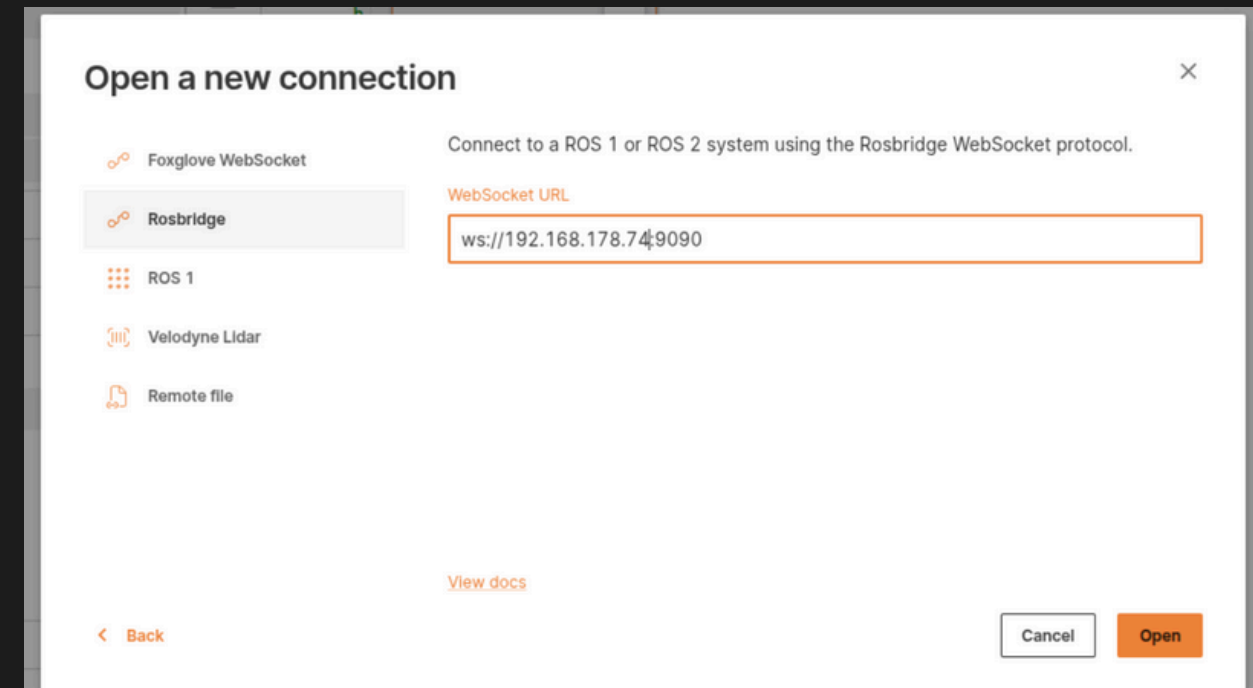 Open a new connection
Foxglove WebSocket
Rosbridge
ROS 1
Velodyne Lidar
Remote file
Connect to a ROS 1 or ROS 2 system using the Rosbridge WebSocket protocol.
WebSocket URL
ws://192.168.178.74:9090
View docs
Back
Cancel
Open